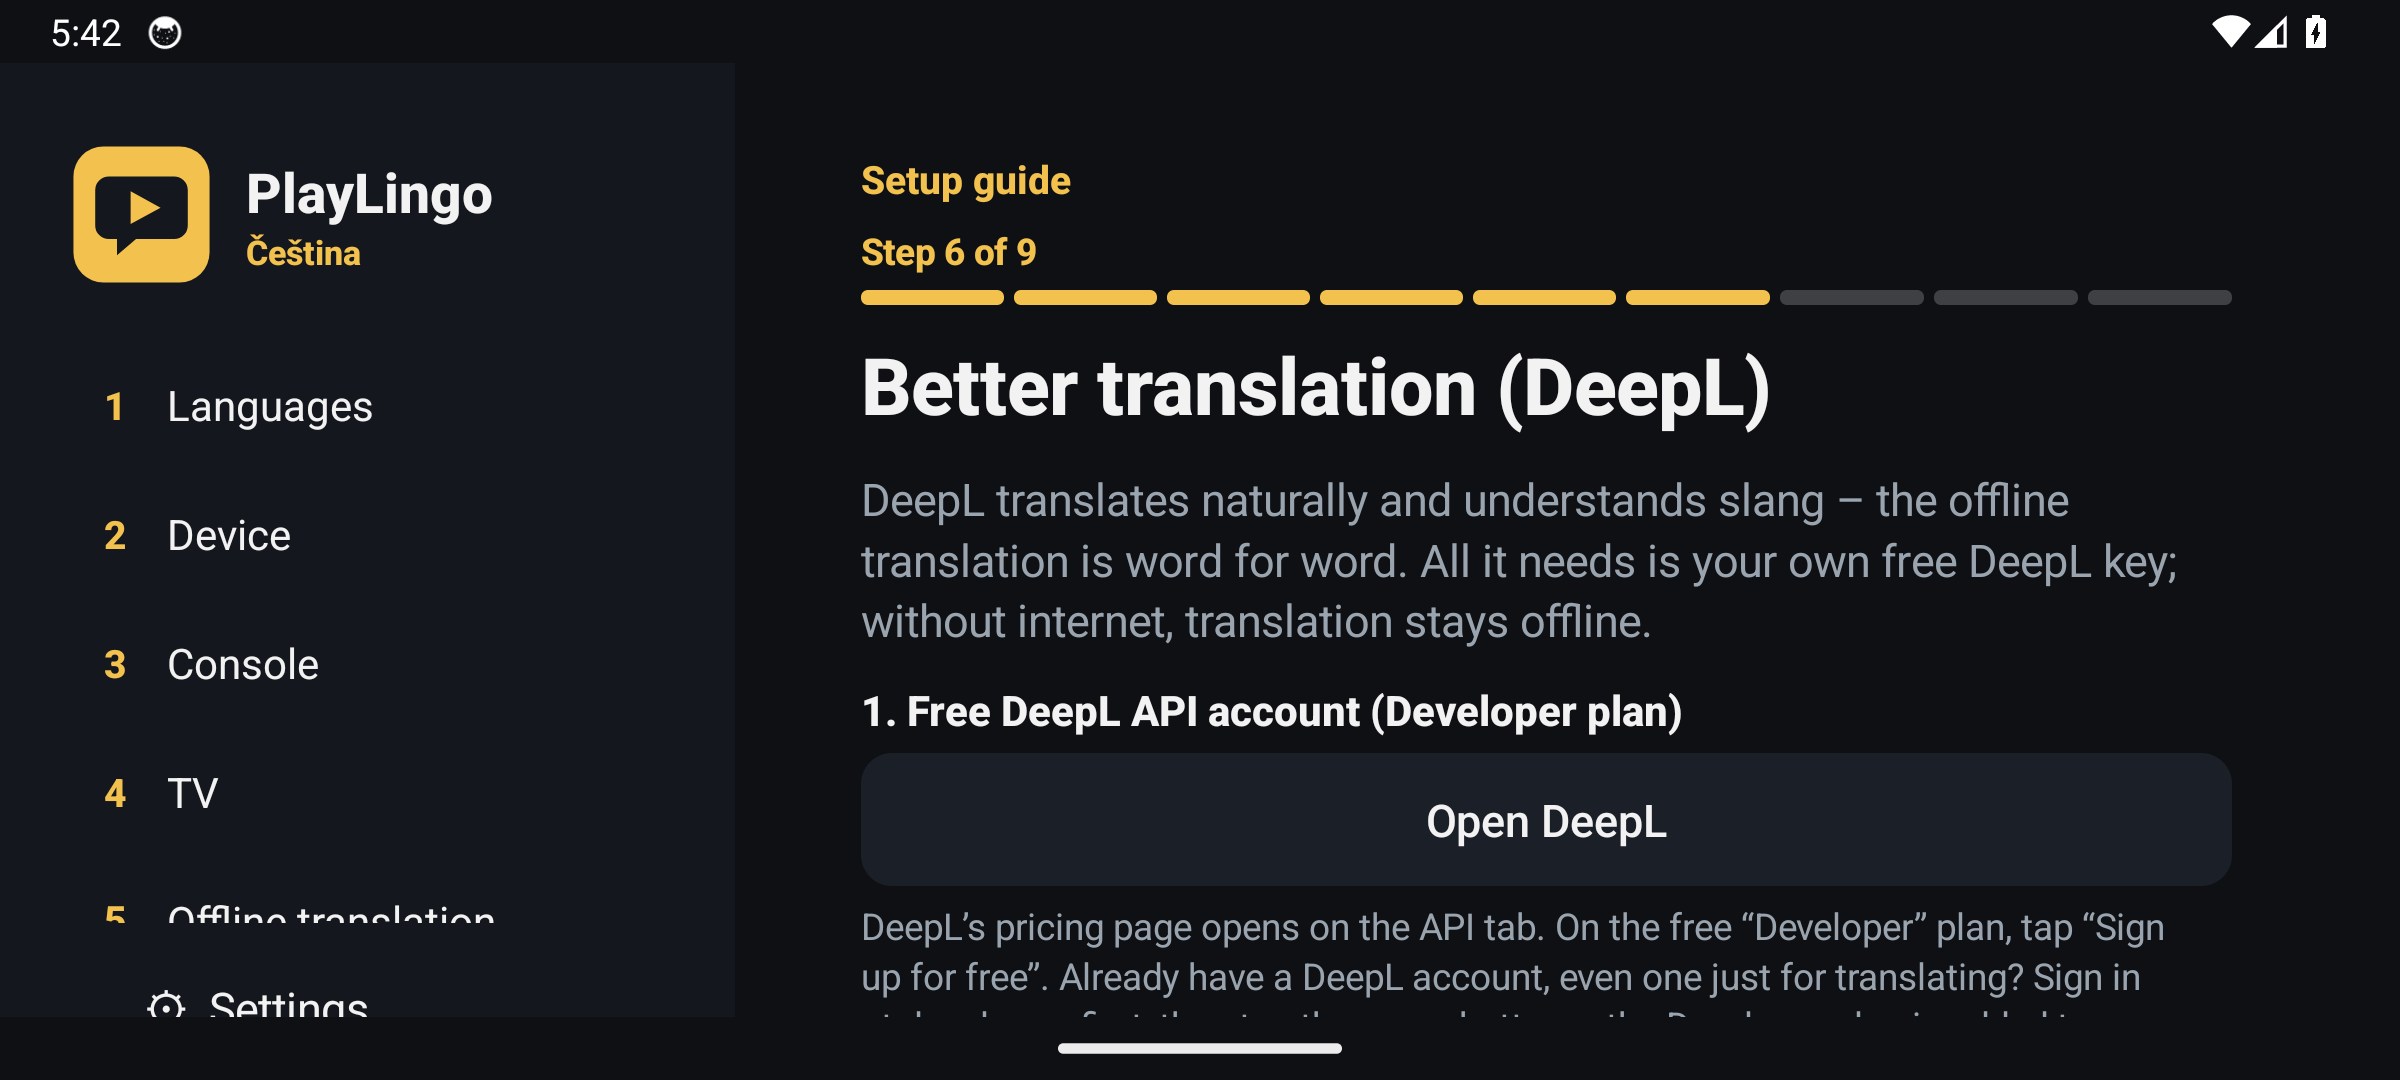 5:42
PlayLingo
Čeština
1 Languages
2 Device
3 Console
4 TV
5 Offline translation
Settings
Setup guide
Step 6 of 9
Better translation (DeepL)
DeepL translates naturally and understands slang – the offline
translation is word for word. All it needs is your own free DeepL key;
without internet, translation stays offline.
1. Free DeepL API account (Developer plan)
Open DeepL
DeepL’s pricing page opens on the API tab. On the free “Developer” plan, tap “Sign
up for free”. Already have a DeepL account, even one just for translating? Sign in